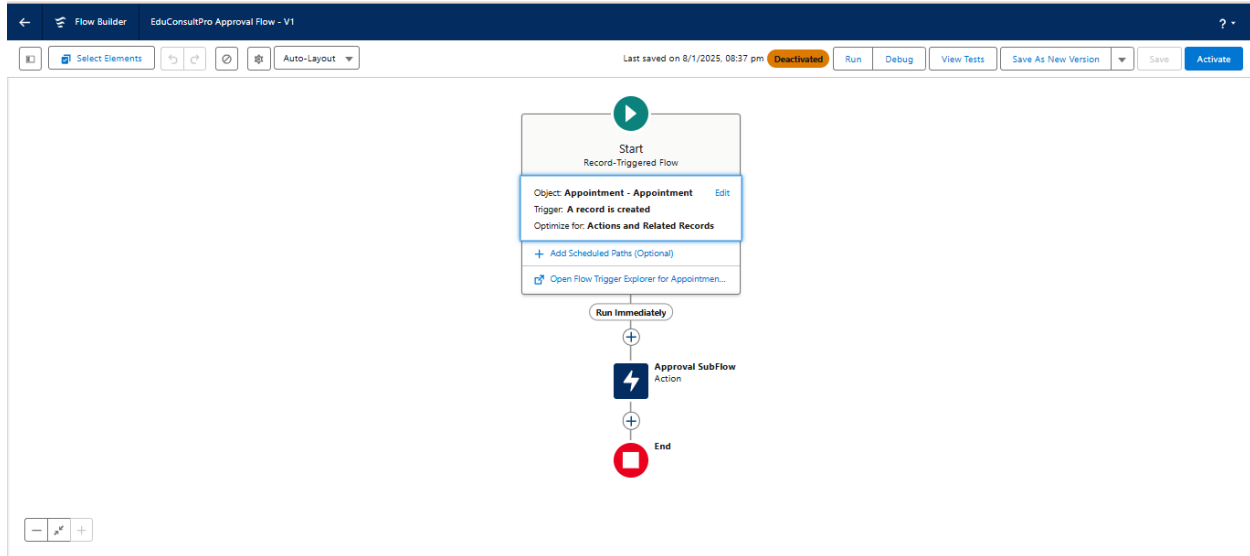 Flow Builder EduConsultPro Approval Flow - V1 ?
Select Elements Auto-Layout Last saved on 8/1/2025, 08:37 pm Deactivated Run Debug View Tests Save As New Version Save Activate
Start
Record-Triggered Flow
Object: Appointment - Appointment Edit
Trigger: A record is created
Optimize for: Actions and Related Records
+ Add Scheduled Paths (Optional)
Open Flow Trigger Explorer for Appointmen...
Run Immediately
Approval SubFlow
Action
End